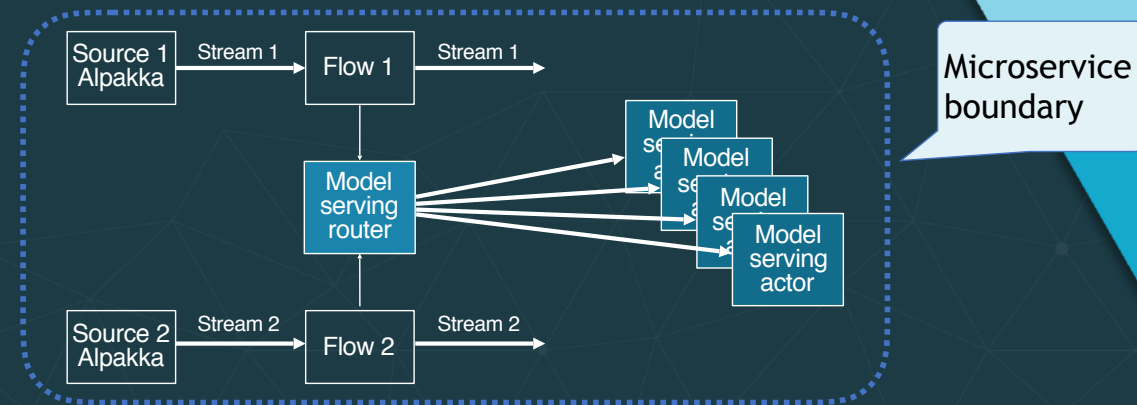 Source 1
Alpakka
Stream 1
Flow 1
Stream 1
Microservice
boundary
Model
Model
Model
Model
serving
router
Model
serving
actor
Source 2
Alpakka
Stream 2
Flow 2
Stream 2